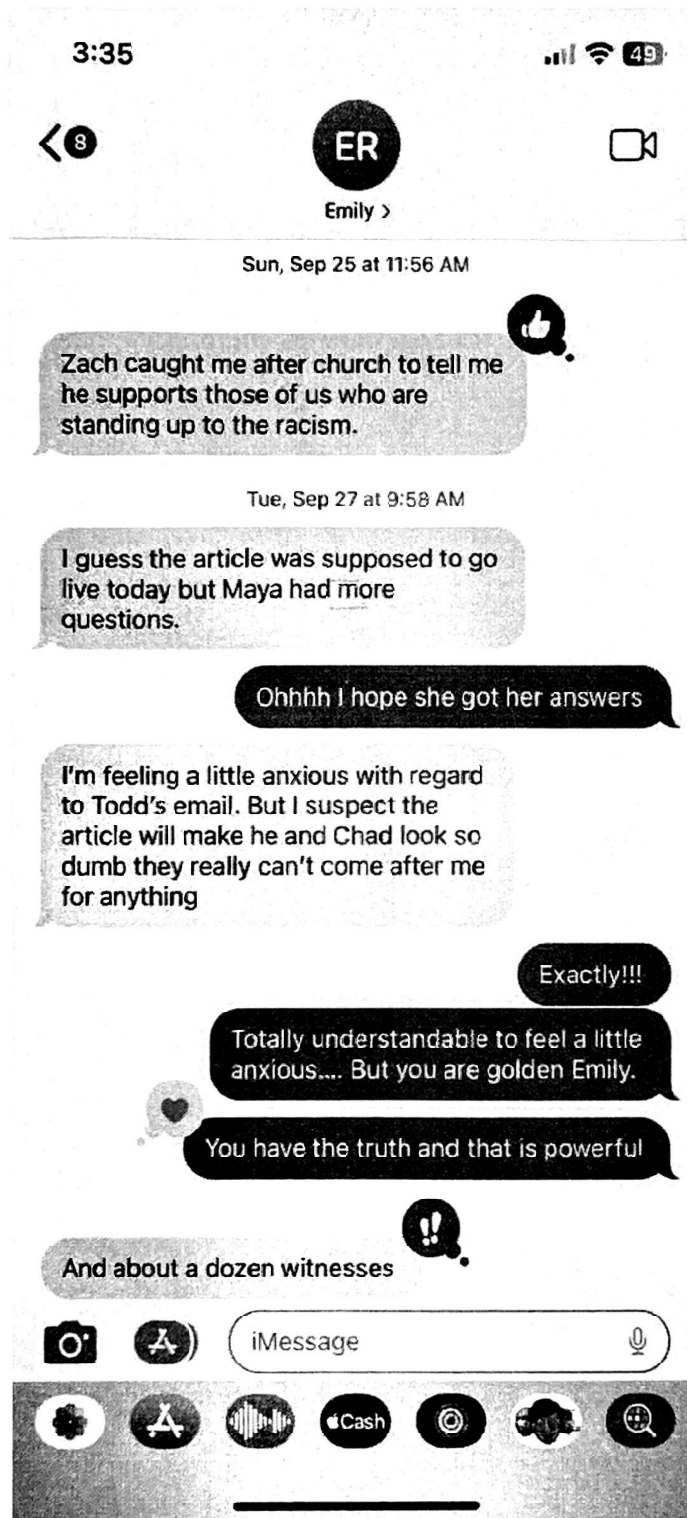 3:35
49
8
ER
Emily >
Sun, Sep 25 at 11:56 AM
Zach caught me after church to tell me
he supports those of us who are
standing up to the racism.
Tue, Sep 27 at 9:58 AM
I guess the article was supposed to go
live today but Maya had more
questions.
Ohhhh I hope she got her answers
I'm feeling a little anxious with regard
to Todd's email. But I suspect the
article will make he and Chad look so
dumb they really can't come after me
for anything
Exactly!!!
Totally understandable to feel a little
anxious.... But you are golden Emily.
You have the truth and that is powerful
!!
And about a dozen witnesses
iMessage
Cash